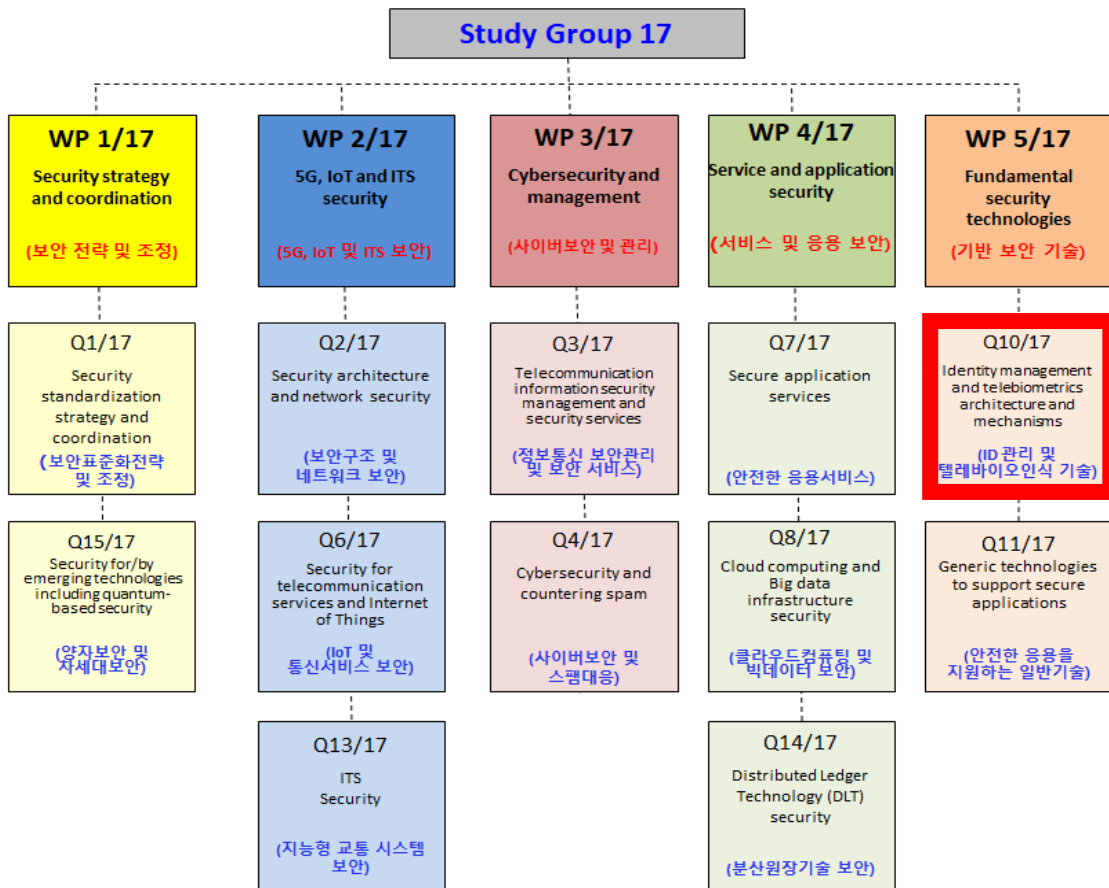 Study Group 17
WP 1/17
Security strategy
and coordination
(보안 전략 및 조정)
WP 2/17
5G, IoT and ITS
security
(5G, IoT 및 ITS 보안)
WP 3/17
Cybersecurity and
management
(사이버보안 및 관리)
WP 4/17
Service and application
security
(서비스 및 응용 보안)
WP 5/17
Fundamental
security
technologies
(기반 보안 기술)
Q1/17
Security
standardization
strategy and
coordination
(보안표준화전략
및 조정)
Q2/17
Security architecture
and network security
(보안구조 및
네트워크 보안)
Q3/17
Telecommunication
information security
management and
security services
(정보통신 보안관리
및 보안 서비스)
Q7/17
Secure application
services
(안전한 응용서비스)
Q10/17
Identity management
and telebiometrics
architecture and
mechanisms
(ID 관리 및
텔레바이오인식 기술)
Q15/17
Security for/by
emerging technologies
including quantum-
based security
(양자보안 및
차세대보안)
Q6/17
Security for
telecommunication
services and Internet
of Things
(IoT 및
통신서비스 보안)
Q4/17
Cybersecurity and
countering spam
(사이버보안 및
스팸대응)
Q8/17
Cloud computing and
Big data
infrastructure
security
(클라우드컴퓨팅 및
빅데이터 보안)
Q11/17
Generic technologies
to support secure
applications
(안전한 응용을
지원하는 일반기술)
Q13/17
ITS
Security
(지능형 교통 시스템
보안)
Q14/17
Distributed Ledger
Technology (DLT)
security
(분산원장기술 보안)